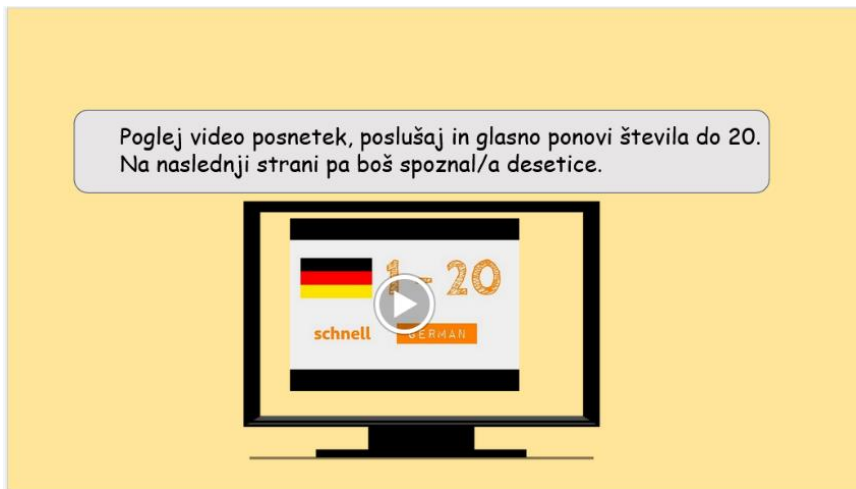 Poglej video posnetek, poslušaj in glasno ponovi števila do 20.
Na naslednji strani pa boš spoznal/a desetice.
1 - 20
schnell GERMAN